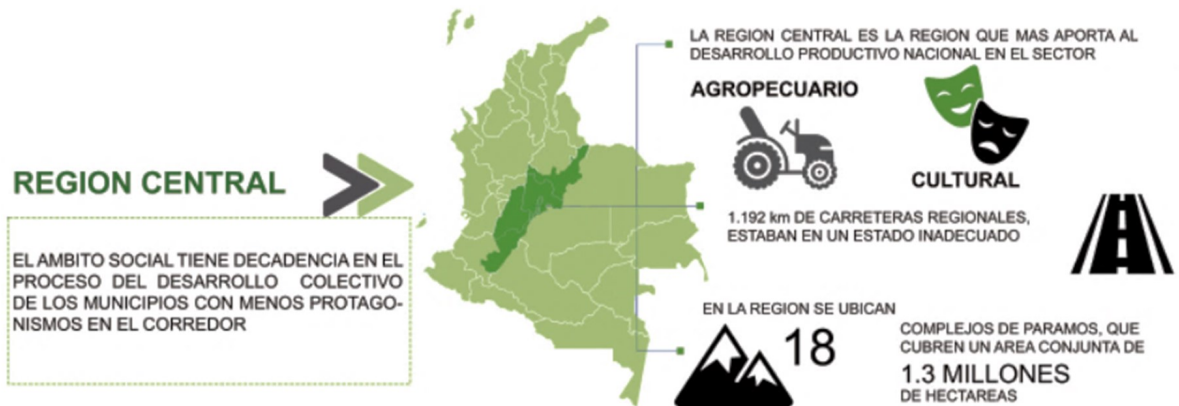 REGION CENTRAL
EL AMBITO SOCIAL TIENE DECADENCIA EN EL
PROCESO DEL DESARROLLO COLECTIVO
DE LOS MUNICIPIOS CON MENOS PROTAGO-
NISMOS EN EL CORREDOR
LA REGION CENTRAL ES LA REGION QUE MAS APORTA AL
DESARROLLO PRODUCTIVO NACIONAL EN EL SECTOR
AGROPECUARIO
CULTURAL
1.192 km DE CARRETERAS REGIONALES,
ESTABAN EN UN ESTADO INADECUADO
EN LA REGION SE UBICAN
18
COMPLEJOS DE PARAMOS, QUE
CUBREN UN AREA CONJUNTA DE
1.3 MILLONES
DE HECTAREAS